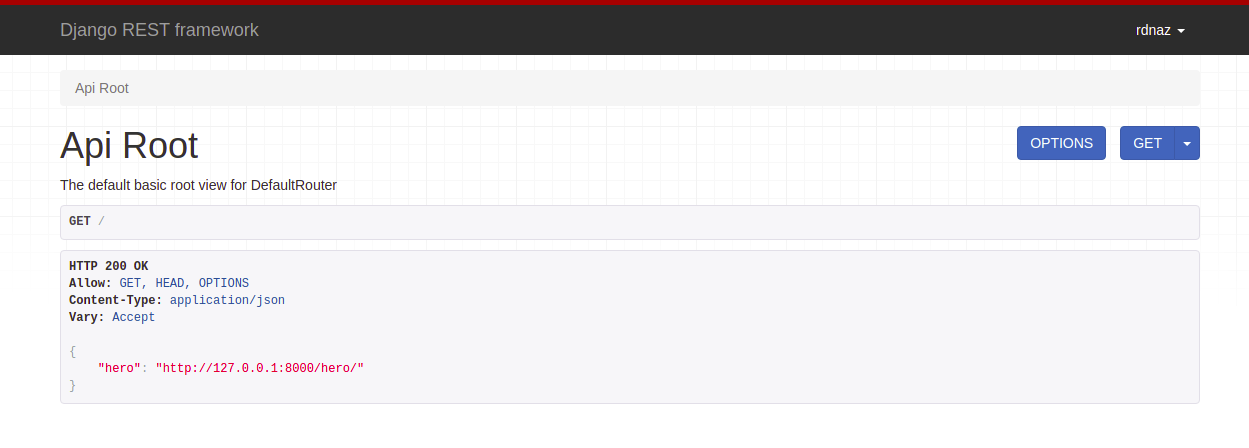 Django REST framework
rdnaz
Api Root
Api Root
OPTIONS
GET
The default basic root view for DefaultRouter
GET /
HTTP 200 OK
Allow: GET, HEAD, OPTIONS
Content-Type: application/json
Vary: Accept
{
    "hero": "http://127.0.0.1:8000/hero/"
}